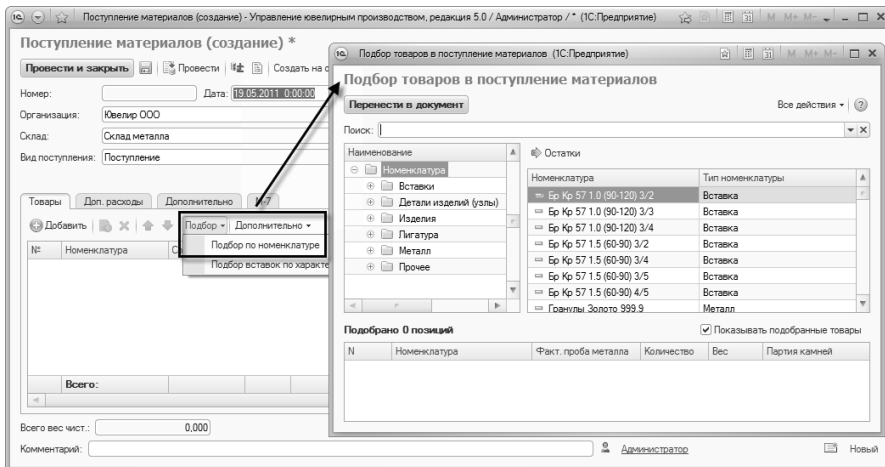 Поступление материалов (создание) - Управление ювелирным производством, редакция 5.0 / Администратор / * (1С:Предприятие)
M M+ M-
Поступление материалов (создание) *
Провести и закрыть Провести Создать на о
Номер: Дата: 19.05.2011 0:00:00
Организация: Ювелир ООО
Склад: Склад металла
Вид поступления: Поступление
Товары Доп. расходы Дополнительно М-7
Добавить Подбор Дополнительно
№ Номенклатура
Подбор по номенклатуре
Подбор вставок по характе
Всего:
Всего вес чист.: 0,000
Комментарий:
Администратор Новый
Подбор товаров в поступление материалов (1С:Предприятие)
M M+ M-
Подбор товаров в поступление материалов
Перенести в документ Все действия ?
Поиск:
Наименование
Номенклатура
Вставки
Детали изделий (узлы)
Изделия
Лигатура
Металл
Прочее
Остатки
Номенклатура Тип номенклатуры
Бр Кр 57 1.0 (90-120) 3/2 Вставка
Бр Кр 57 1.0 (90-120) 3/3 Вставка
Бр Кр 57 1.0 (90-120) 3/4 Вставка
Бр Кр 57 1.5 (60-90) 3/2 Вставка
Бр Кр 57 1.5 (60-90) 3/4 Вставка
Бр Кр 57 1.5 (60-90) 3/5 Вставка
Бр Кр 57 1.5 (60-90) 4/5 Вставка
Гранулы Золото 999.9 Металл
Подобрано 0 позиций Показывать подобранные товары
N Номенклатура Факт. проба металла Количество Вес Партия камней